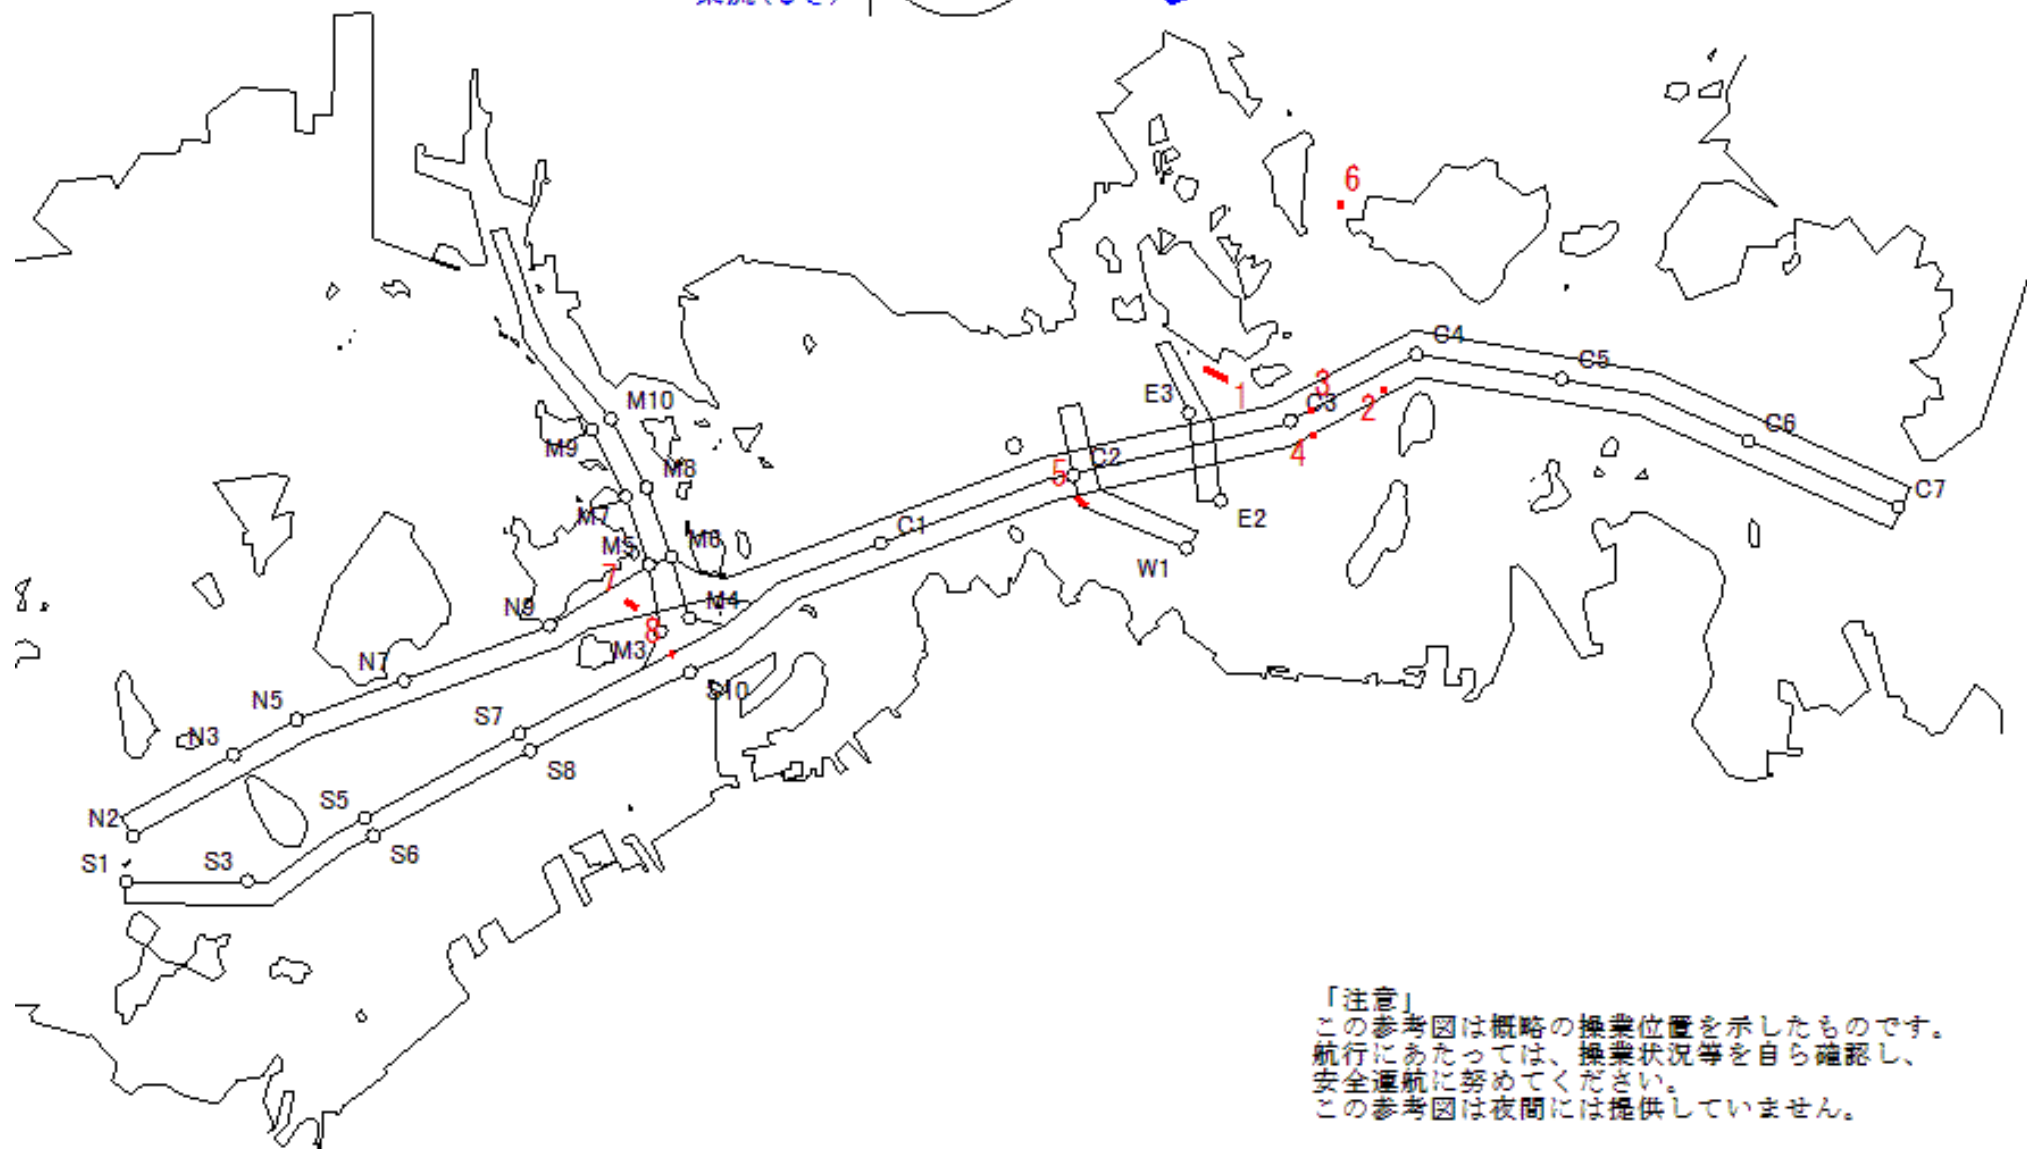 6
C4
C5
1
3
E3
C3
2
M10
C6
4
M9
C2
5
M8
C7
M7
E2
C1
M5
M6
W1
7
N9
M4
8
M3
N7
S10
N5
S7
N3
S8
S5
N2
S6
S1
S3
「注意」
この参考図は概略の操業位置を示したものです。
航行にあたっては、操業状況等を自ら確認し、
安全運航に努めてください。
この参考図は夜間には提供していません。